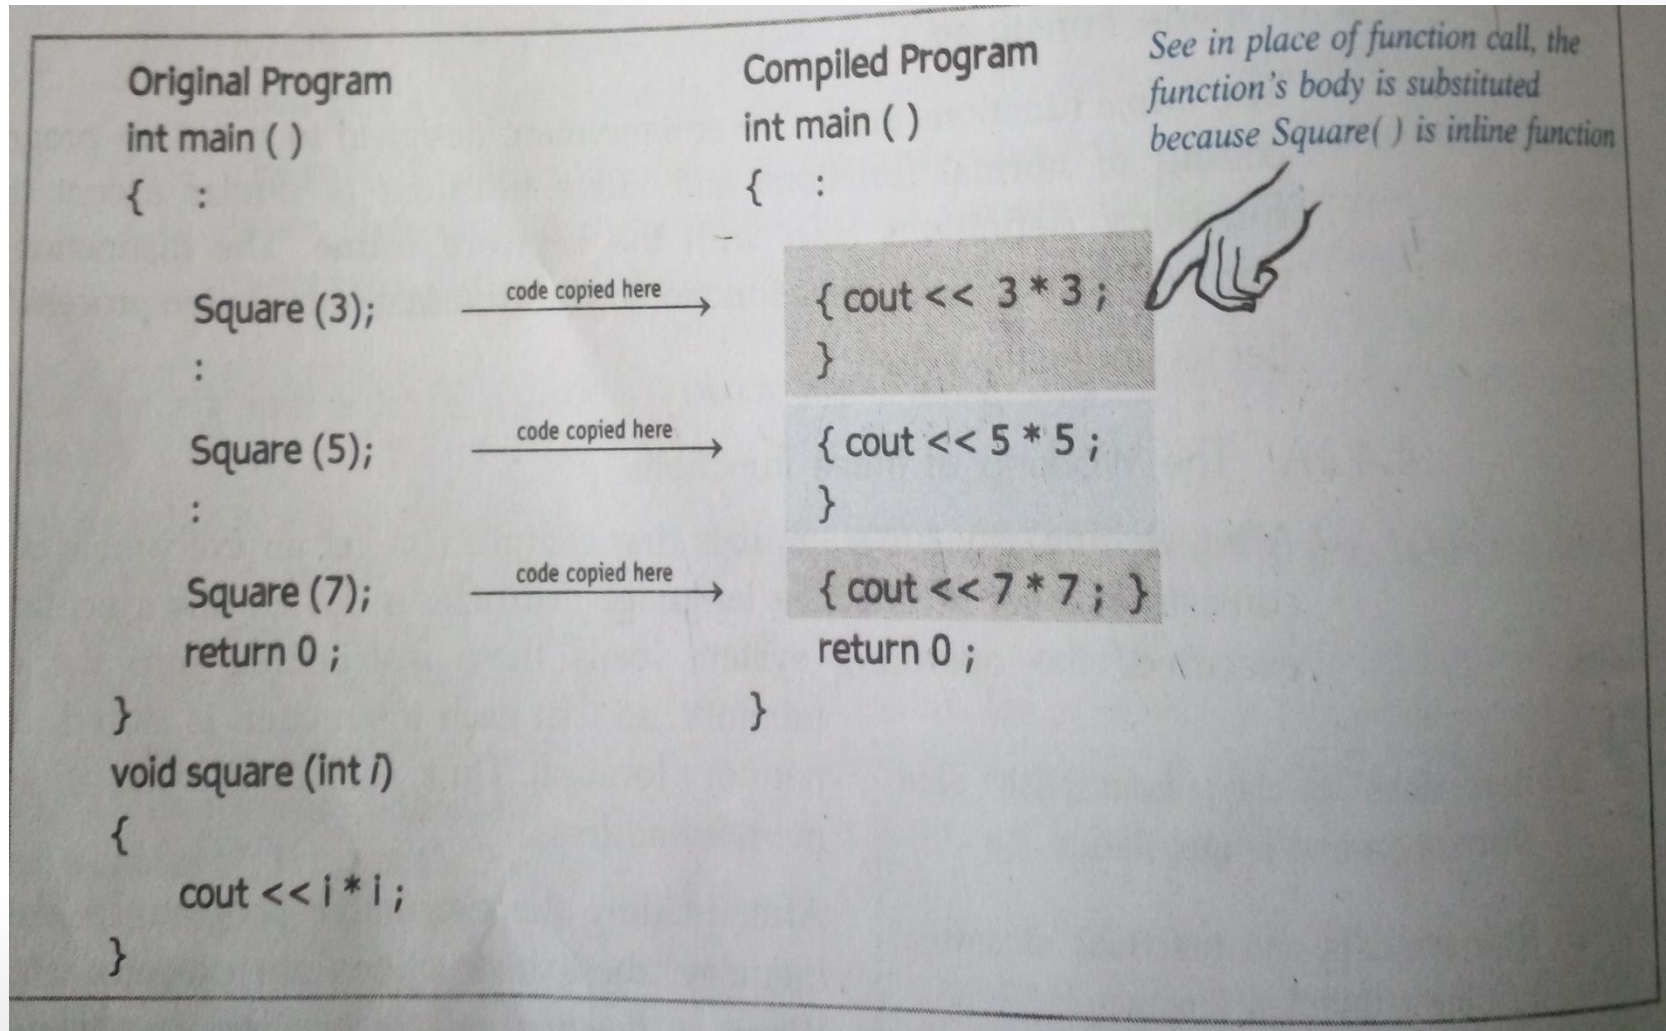 Original Program
int main ( )
{ :
Square (3);
:
Square (5);
:
Square (7);
return 0 ;
}
void square (int i)
{
cout << i * i ;
}
code copied here
code copied here
code copied here
Compiled Program
int main ( )
{ :
{ cout << 3 * 3 ;
}
{ cout << 5 * 5 ;
}
{ cout << 7 * 7 ; }
return 0 ;
}
See in place of function call, the
function's body is substituted
because Square( ) is inline function